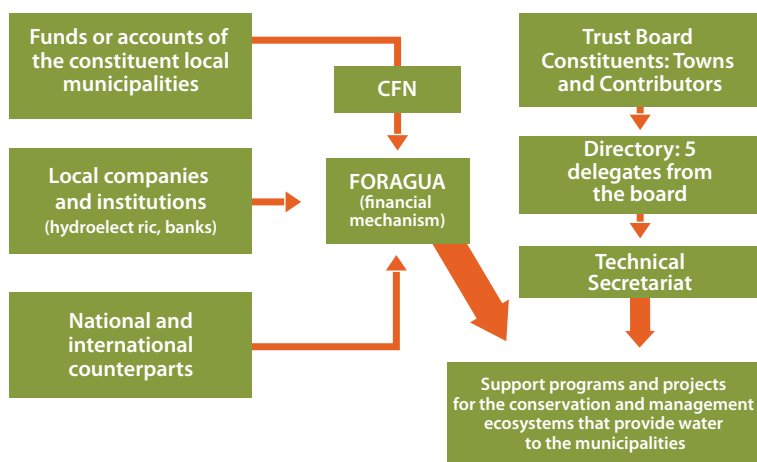 Funds or accounts of
the constituent local
municipalities
CFN
Local companies
and institutions
(hydroelect ric, banks)
FORAGUA
(financial
mechanism)
National and
international
counterparts
Trust Board
Constituents: Towns
and Contributors
Directory: 5
delegates from
the board
Technical
Secretariat
Support programs and projects
for the conservation and management
ecosystems that provide water
to the municipalities